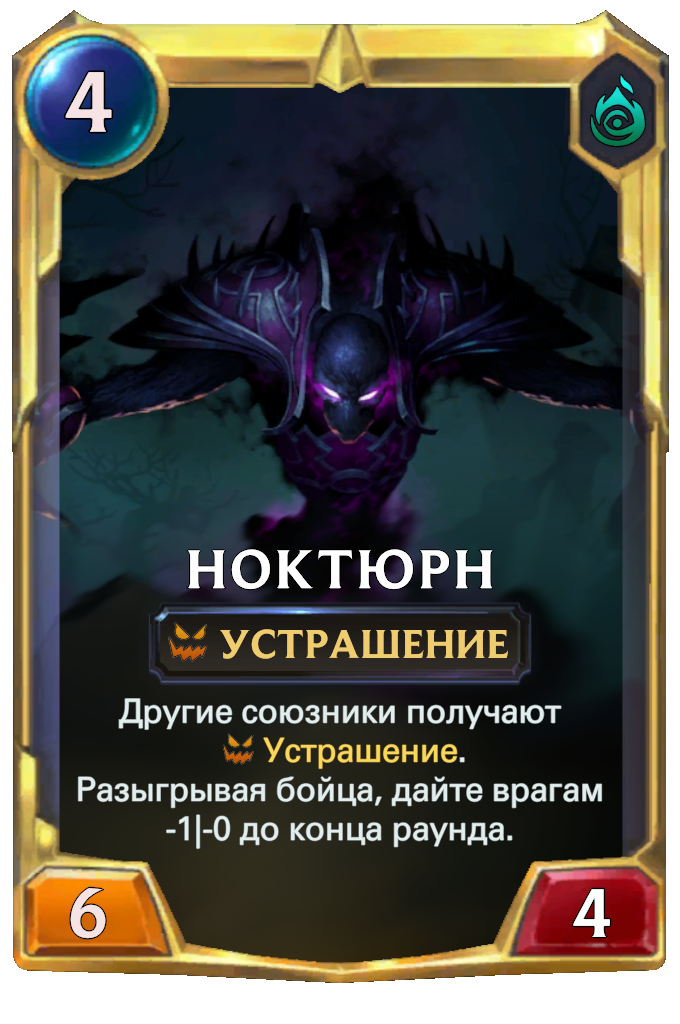 4
НОКТЮРН
УСТРАШЕНИЕ
Другие союзники получают
Устрашение.
Разыгрывая бойца, дайте врагам
-1|-0 до конца раунда.
6
4